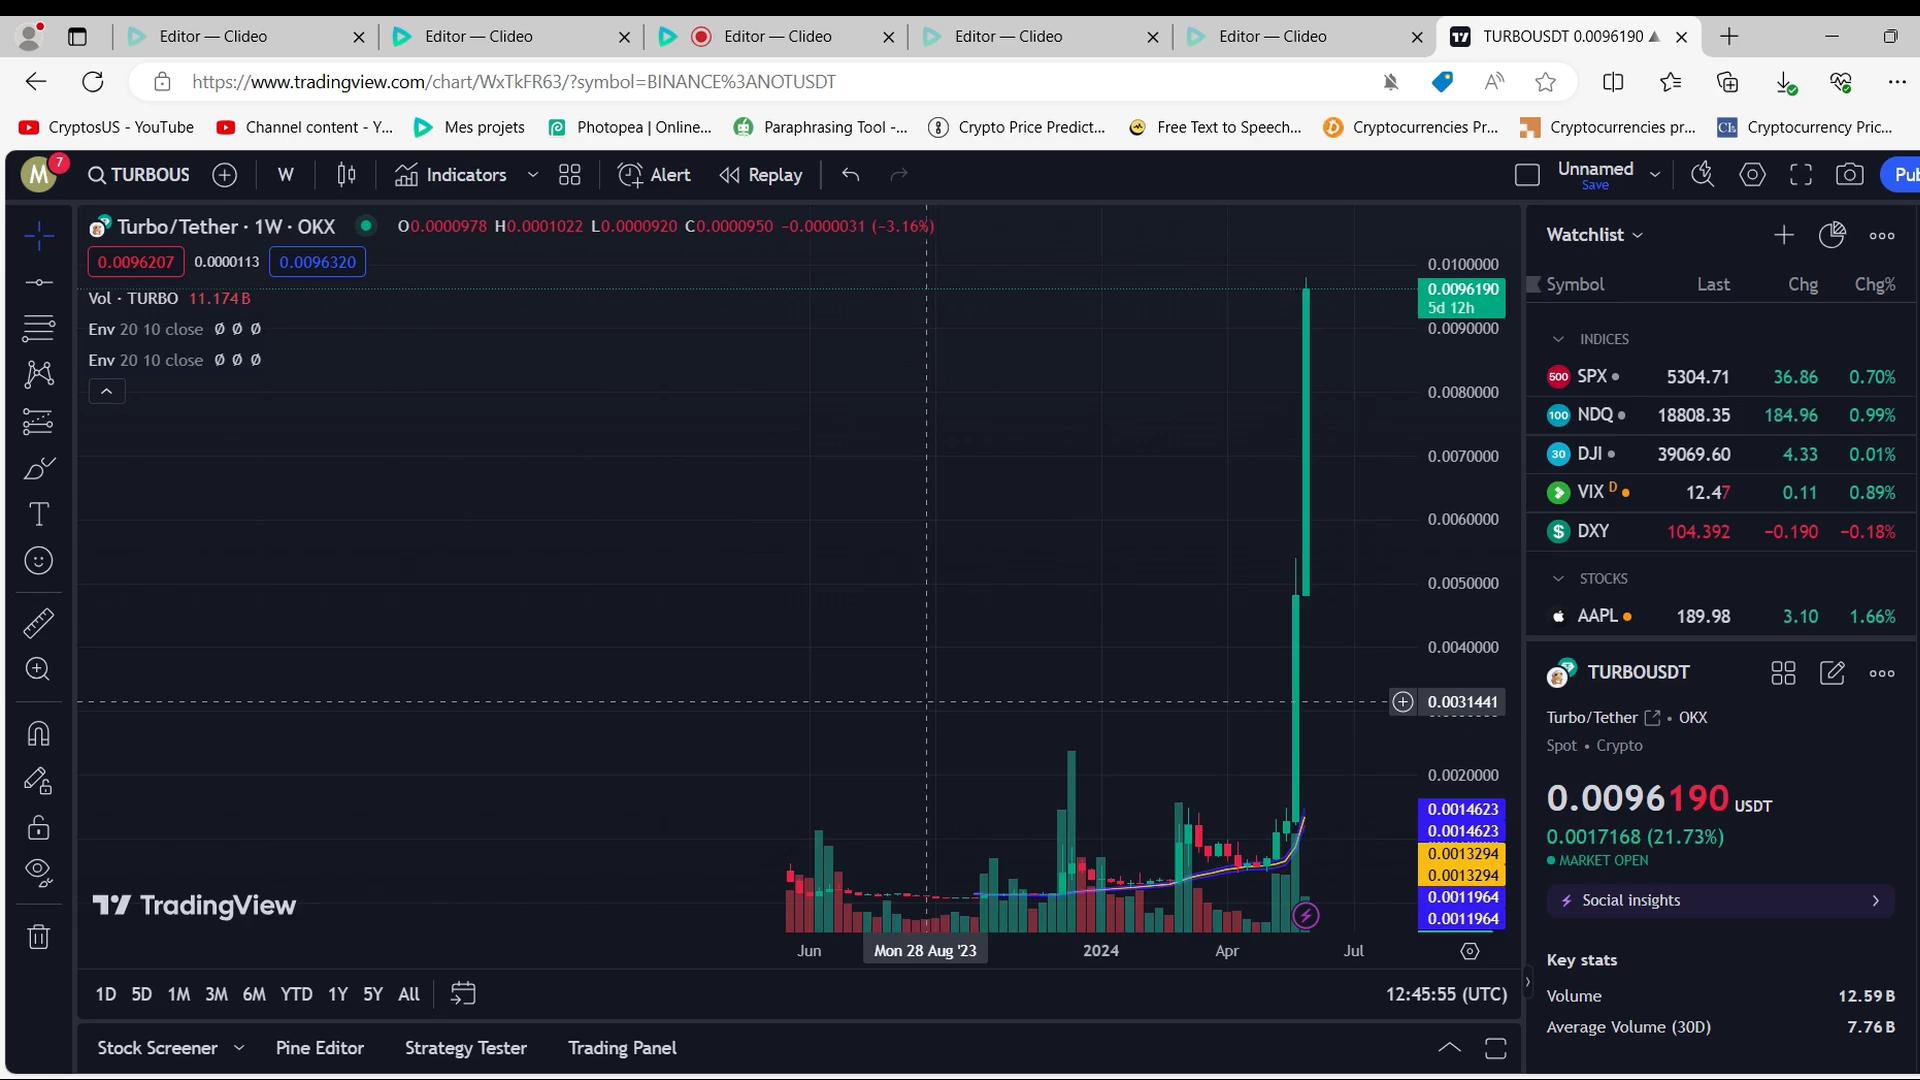 Editor — Clideo
Editor — Clideo
Editor — Clideo
Editor — Clideo
Editor — Clideo
TURBOUSDT 0.0096190 ▲
https://www.tradingview.com/chart/WxTkFR63/?symbol=BINANCE%3ANOTUSDT
CryptosUS - YouTube
Channel content - Y...
Mes projets
Photopea | Online...
Paraphrasing Tool -...
Crypto Price Predict...
Free Text to Speech...
Cryptocurrencies Pr...
Cryptocurrencies pr...
Cryptocurrency Pric...
M 7
TURBOUS
W
Indicators
Alert
Replay
Unnamed
Save
Pub
Turbo/Tether · 1W · OKX
O0.0000978 H0.0001022 L0.0000920 C0.0000950 −0.0000031 (−3.16%)
0.0096207 0.0000113 0.0096320
Vol · TURBO 11.174B
Env 20 10 close Ø Ø Ø
Env 20 10 close Ø Ø Ø
0.0100000
0.0096190
5d 12h
0.0090000
0.0080000
0.0070000
0.0060000
0.0050000
0.0040000
0.0031441
0.0020000
0.0014623
0.0014623
0.0013294
0.0013294
0.0011964
0.0011964
TradingView
Jun
Mon 28 Aug '23
2024
Apr
Jul
1D 5D 1M 3M 6M YTD 1Y 5Y All
12:45:55 (UTC)
Stock Screener
Pine Editor
Strategy Tester
Trading Panel
Watchlist
Symbol Last Chg Chg%
INDICES
500 SPX 5304.71 36.86 0.70%
100 NDQ 18808.35 184.96 0.99%
30 DJI 39069.60 4.33 0.01%
VIX D 12.47 0.11 0.89%
$ DXY 104.392 −0.190 −0.18%
STOCKS
AAPL 189.98 3.10 1.66%
TURBOUSDT
Turbo/Tether • OKX
Spot • Crypto
0.0096190 USDT
0.0017168 (21.73%)
MARKET OPEN
Social insights
Key stats
Volume 12.59B
Average Volume (30D) 7.76B